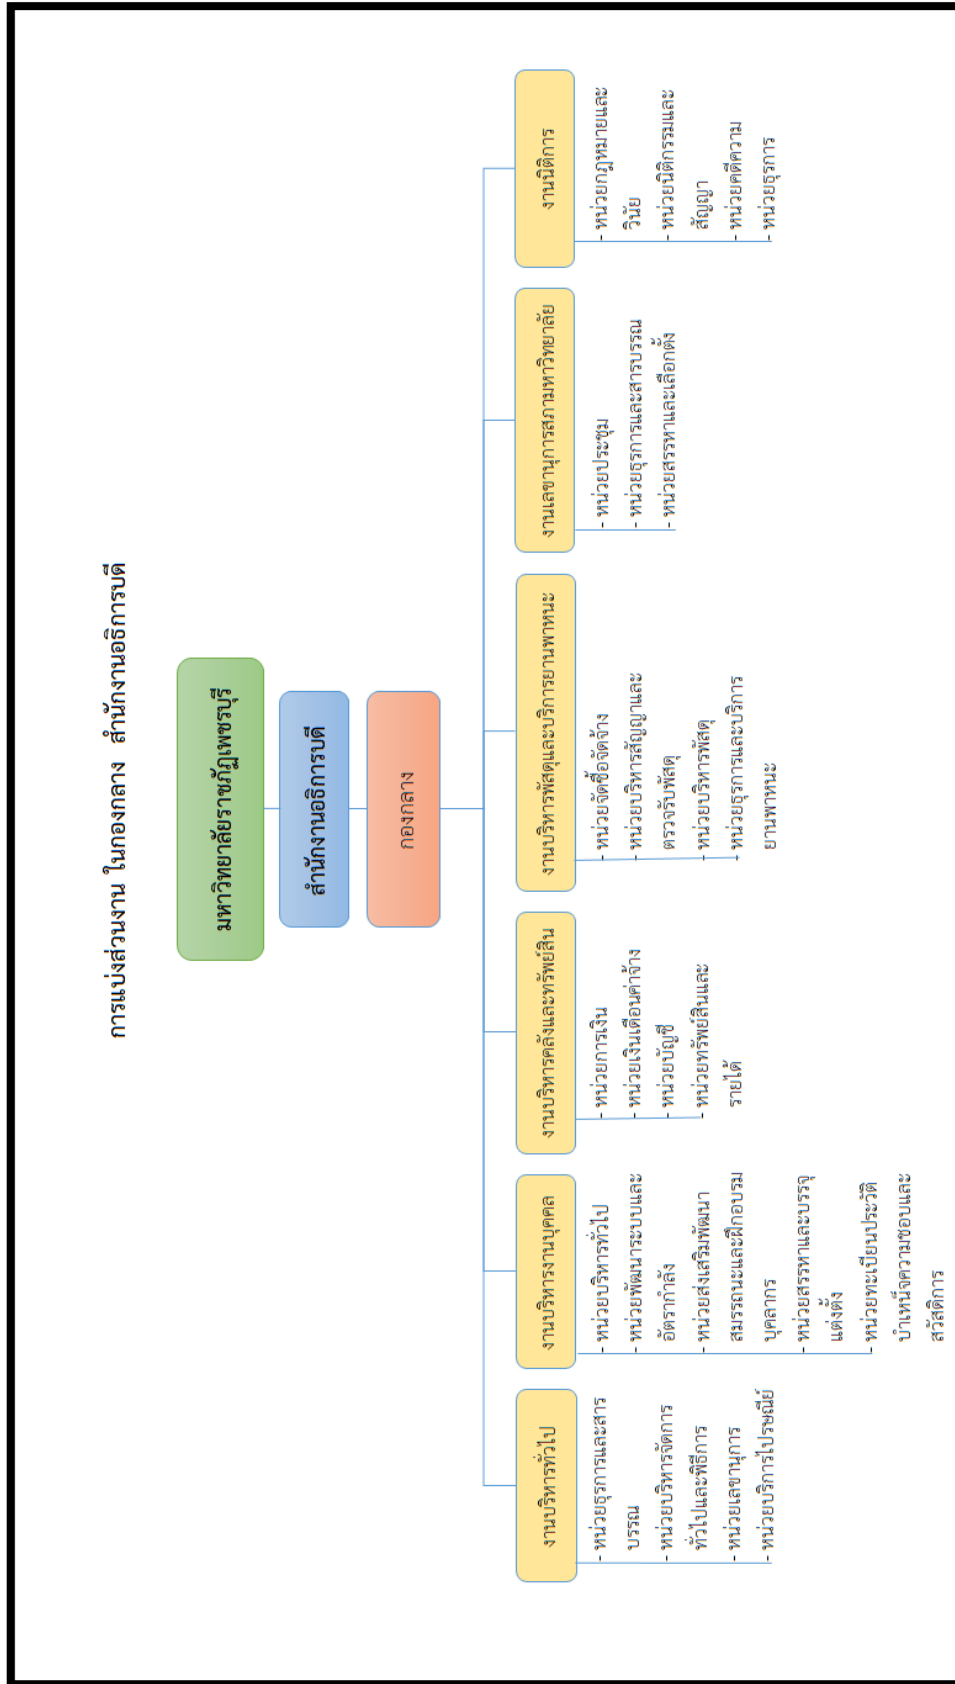 การแบ่งส่วนงาน ในกองกลาง สำนักงานอธิการบดี
มหาวิทยาลัยราชภัฏเพชรบุรี
สำนักงานอธิการบดี
กองกลาง
งานบริหารทั่วไป
- หน่วยธุรการและสาร
บรรณ
- หน่วยบริหารจัดการ
ทั่วไปและพิธีการ
- หน่วยเลขานุการ
- หน่วยบริการไปรษณีย์
งานบริหารงานบุคคล
- หน่วยบริหารทั่วไป
- หน่วยพัฒนาระบบและ
อัตรากำลัง
- หน่วยส่งเสริมพัฒนา
สมรรถนะและฝึกอบรม
บุคลากร
- หน่วยสรรหาและบรรจุ
แต่งตั้ง
- หน่วยทะเบียนประวัติ
บำเหน็จความชอบและ
สวัสดิการ
งานบริหารคลังและทรัพย์สิน
- หน่วยการเงิน
- หน่วยเงินเดือนค่าจ้าง
- หน่วยบัญชี
- หน่วยทรัพย์สินและ
รายได้
งานบริหารพัสดุและบริการยานพาหนะ
- หน่วยจัดซื้อจัดจ้าง
- หน่วยบริหารสัญญาและ
ตรวจรับพัสดุ
- หน่วยบริหารพัสดุ
- หน่วยธุรการและบริการ
ยานพาหนะ
งานเลขานุการสภามหาวิทยาลัย
- หน่วยประชุม
- หน่วยธุรการและสารบรรณ
- หน่วยสรรหาและเลือกตั้ง
งานนิติการ
- หน่วยกฎหมายและ
วินัย
- หน่วยนิติกรรมและ
สัญญา
- หน่วยคดีความ
- หน่วยธุรการ